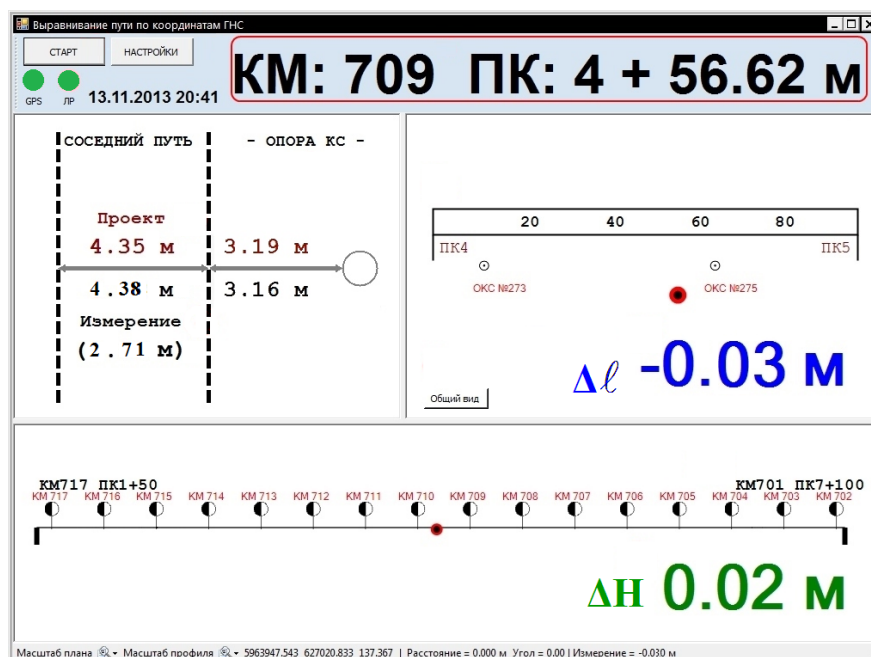 Выравнивание пути по координатам ГНС
СТАРТ НАСТРОЙКИ
КМ: 709 ПК: 4 + 56.62 м
GPS ЛР 13.11.2013 20:41
СОСЕДНИЙ ПУТЬ - ОПОРА КС -
Проект
4.35 м 3.19 м
4.38 м 3.16 м
Измерение
(2.71 м)
20 40 60 80
ПК4 ПК5
ОКС №273 ОКС №275
Δℓ -0.03 м
Общий вид
КМ717 ПК1+50 КМ701 ПК7+100
КМ 717 КМ 716 КМ 715 КМ 714 КМ 713 КМ 712 КМ 711 КМ 710 КМ 709 КМ 708 КМ 707 КМ 706 КМ 705 КМ 704 КМ 703 КМ 702
ΔН 0.02 м
Масштаб плана Масштаб профиля 5963947.543 627020.833 137.367 | Расстояние = 0.000 м Угол = 0.00 | Измерение = -0.030 м